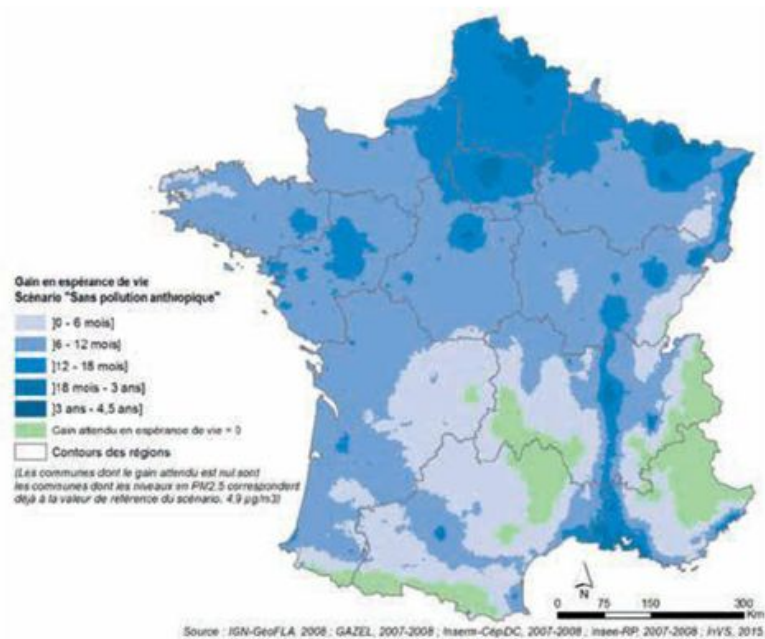 Gain en espérance de vie
Scénario "Sans pollution anthropique"
]0 - 6 mois]
]6 - 12 mois]
]12 - 18 mois]
]18 mois - 3 ans]
]3 ans - 4,5 ans]
Gain attendu en espérance de vie = 0
Contours des régions
(Les communes dont le gain attendu est nul sont
les communes dont les niveaux en PM2.5 correspondent
déjà à la valeur de référence du scénario, 4.9 µg/m3)
N
0 75 150 300
Km
Source : IGN-GéoFLA, 2008 ; GAZEL, 2007-2008 ; Inserm-CépiDC, 2007-2008 ; Insee-RP, 2007-2008 ; InVS, 2015